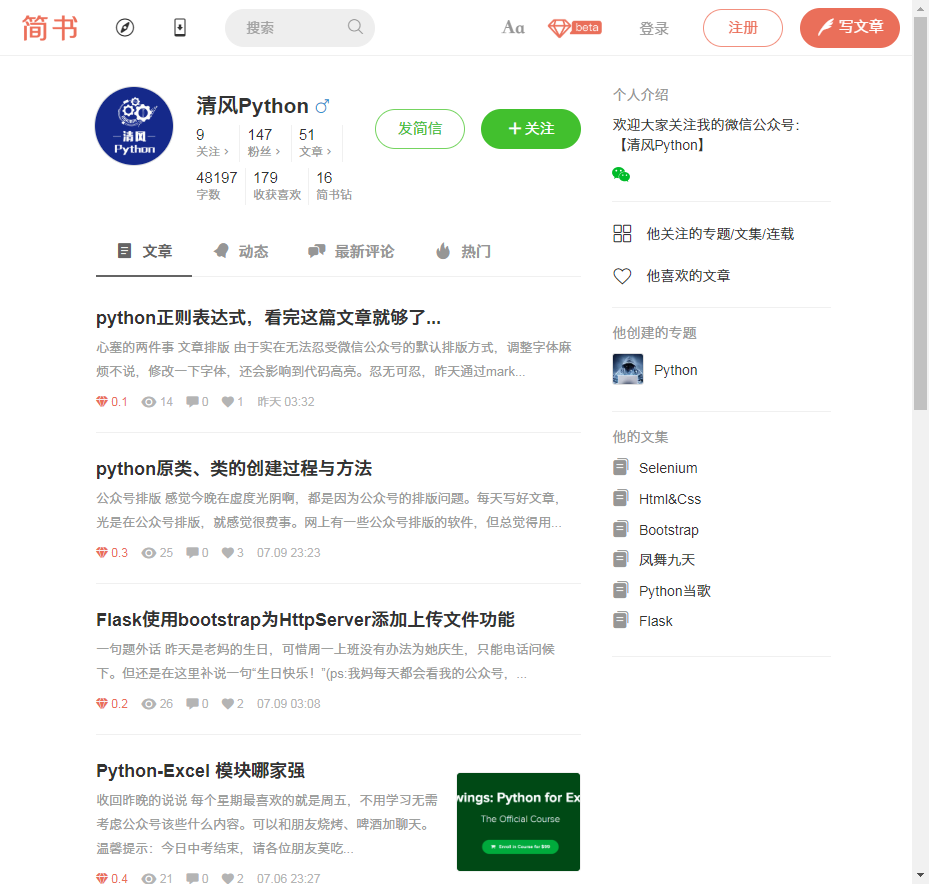 简书
搜索
Aa
beta
登录
注册
写文章
清风
Python
清风Python
9
关注
147
粉丝
51
文章
48197
字数
179
收获喜欢
16
简书钻
发简信
+关注
文章
动态
最新评论
热门
python正则表达式，看完这篇文章就够了...
心塞的两件事 文章排版 由于实在无法忍受微信公众号的默认排版方式，调整字体麻
烦不说，修改一下字体，还会影响到代码高亮。忍无可忍，昨天通过mark...
0.1 14 0 1 昨天 03:32
python原类、类的创建过程与方法
公众号排版 感觉今晚在虚度光阴啊，都是因为公众号的排版问题。每天写好文章，
光是在公众号排版，就感觉很费事。网上有一些公众号排版的软件，但总觉得用...
0.3 25 0 3 07.09 23:23
Flask使用bootstrap为HttpServer添加上传文件功能
一句题外话 昨天是老妈的生日，可惜周一上班没有办法为她庆生，只能电话问候
下。但还是在这里补说一句“生日快乐！”(ps:我妈每天都会看我的公众号，...
0.2 26 0 2 07.09 03:08
Python-Excel 模块哪家强
收回昨晚的说说 每个星期最喜欢的就是周五，不用学习无需
考虑公众号该些什么内容。可以和朋友烧烤、啤酒加聊天。
温馨提示：今日中考结束，请各位朋友莫吃...
0.4 21 0 2 07.06 23:27
wings: Python for Ex
The Official Course
Enroll in Course for $99
个人介绍
欢迎大家关注我的微信公众号：
【清风Python】
他关注的专题/文集/连载
他喜欢的文章
他创建的专题
Python
他的文集
Selenium
Html&Css
Bootstrap
凤舞九天
Python当歌
Flask